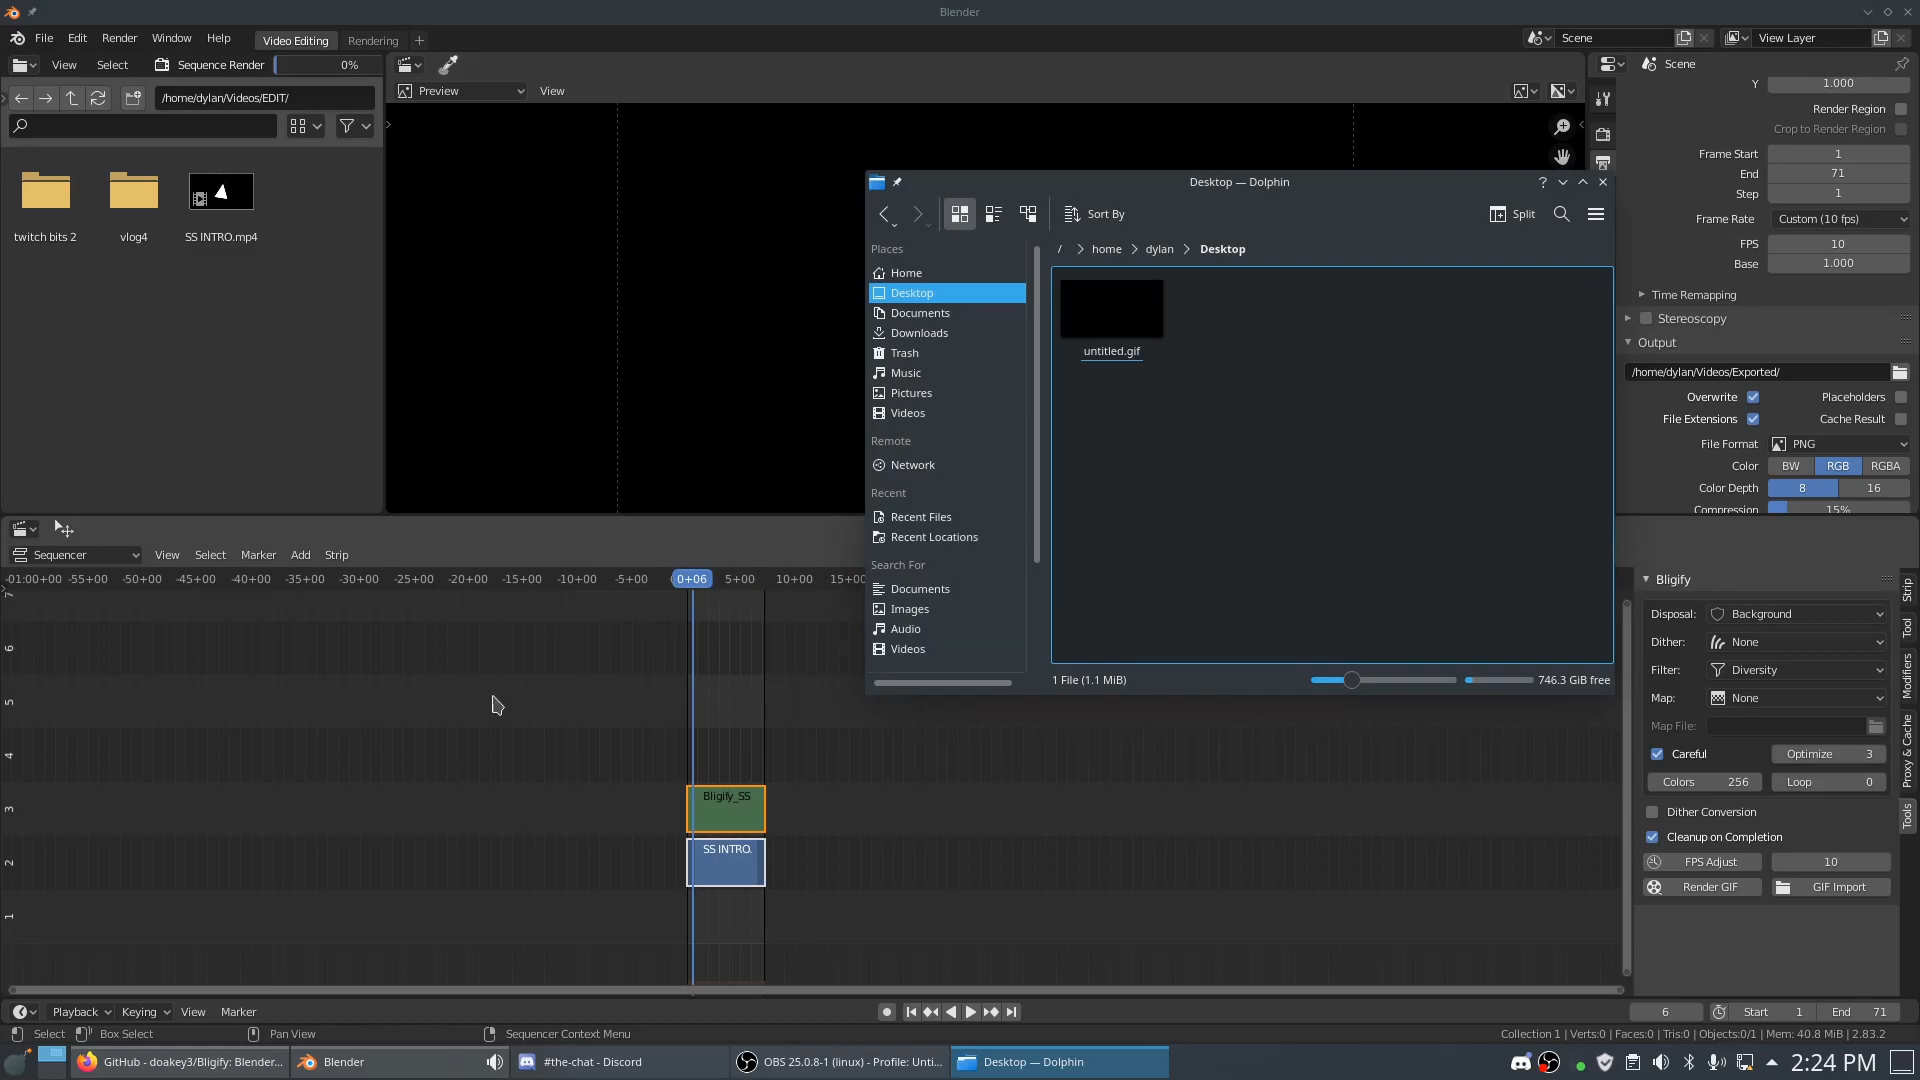 Blender
File Edit Render Window Help Video Editing Rendering + Scene View Layer
View Select Sequence Render 0% Scene
/home/dylan/Videos/EDIT/ Preview View Y 1.000
Render Region
Crop to Render Region
Frame Start 1
End 71
Step 1
Frame Rate Custom (10 fps)
FPS 10
Base 1.000
Time Remapping
Stereoscopy
Output
/home/dylan/Videos/Exported/
Overwrite Placeholders
File Extensions Cache Result
File Format PNG
Color BW RGB RGBA
Color Depth 8 16
Compression 15%
twitch bits 2 vlog4 SS INTRO.mp4
Desktop — Dolphin
Sort By Split
Places / > home > dylan > Desktop
Home
Desktop
Documents
Downloads
Trash
Music
Pictures
Videos
Remote
Network
Recent
Recent Files
Recent Locations
Search For
Documents
Images
Audio
Videos
untitled.gif
1 File (1.1 MiB) 746.3 GiB free
Sequencer View Select Marker Add Strip
-01:00+00 -55+00 -50+00 -45+00 -40+00 -35+00 -30+00 -25+00 -20+00 -15+00 -10+00 -5+00 0+06 5+00 10+00 15+00
7
6
5
4
3 Bligify_SS
2 SS INTRO.
1
Bligify
Disposal: Background
Dither: None
Filter: Diversity
Map: None
Map File:
Careful Optimize 3
Colors 256 Loop 0
Dither Conversion
Cleanup on Completion
FPS Adjust 10
Render GIF GIF Import
Strip
Tool
Modifiers
Proxy & Cache
Tools
Playback Keying View Marker 6 Start 1 End 71
Select Box Select Pan View Sequencer Context Menu Collection 1 | Verts:0 | Faces:0 | Tris:0 | Objects:0/1 | Mem: 40.8 MiB | 2.83.2
GitHub - doakey3/Bligify: Blender... Blender #the-chat - Discord OBS 25.0.8-1 (linux) - Profile: Unti... Desktop — Dolphin 2:24 PM